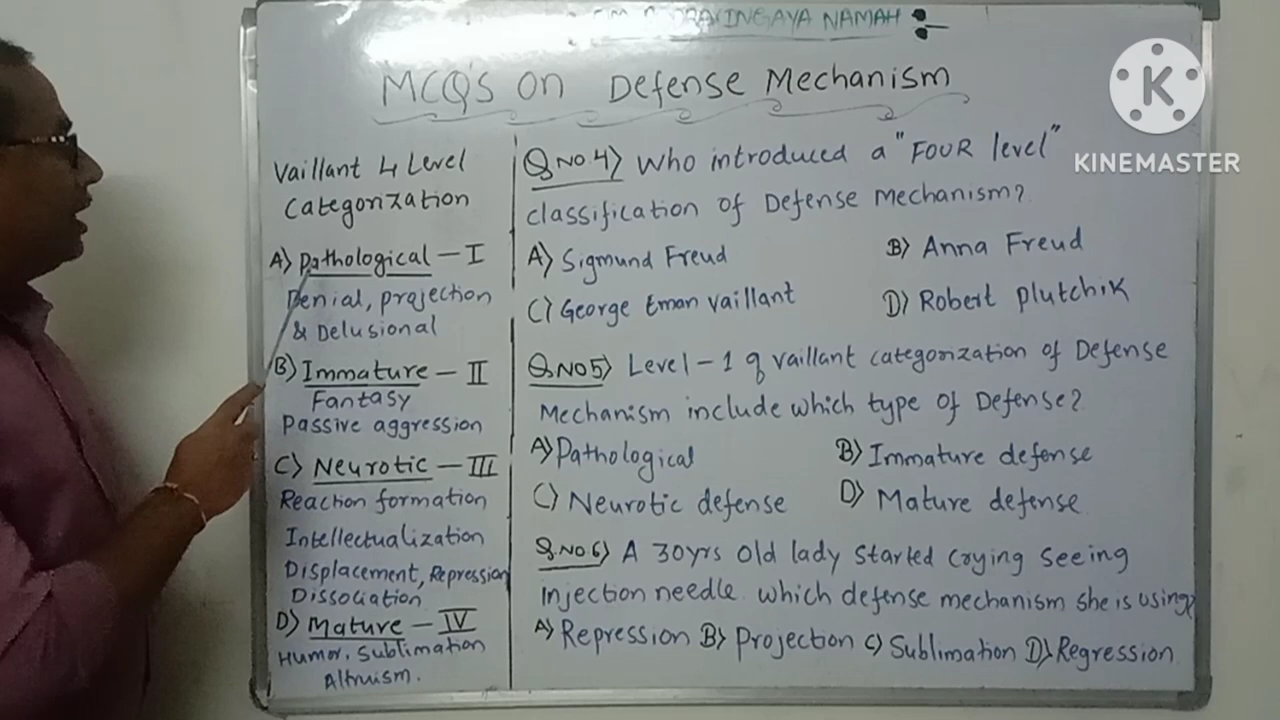 NAMAH :-
MCQ'S ON Defense Mechanism
K
KINEMASTER
Vaillant 4 Level
categorization
A) Pathological - I
Denial, projection
& Delusional
B) Immature - II
Fantasy
Passive aggression
C) Neurotic - III
Reaction formation
Intellectualization
Displacement, Repression
Dissociation
D) Mature - IV
Humor, Sublimation
Altruism.
Q.NO.4) Who introduced a "FOUR level"
classification of Defense Mechanism?
A) Sigmund Freud B) Anna Freud
C) George Eman Vaillant D) Robert Plutchik
Q.NO5) Level-1 of vaillant categorization of Defense
Mechanism include which type of Defense?
A) Pathological B) Immature defense
C) Neurotic defense D) Mature defense
Q.NO.6) A 30yrs old lady started crying seeing
injection needle. which defense mechanism she is using?
A) Repression B) Projection C) Sublimation D) Regression